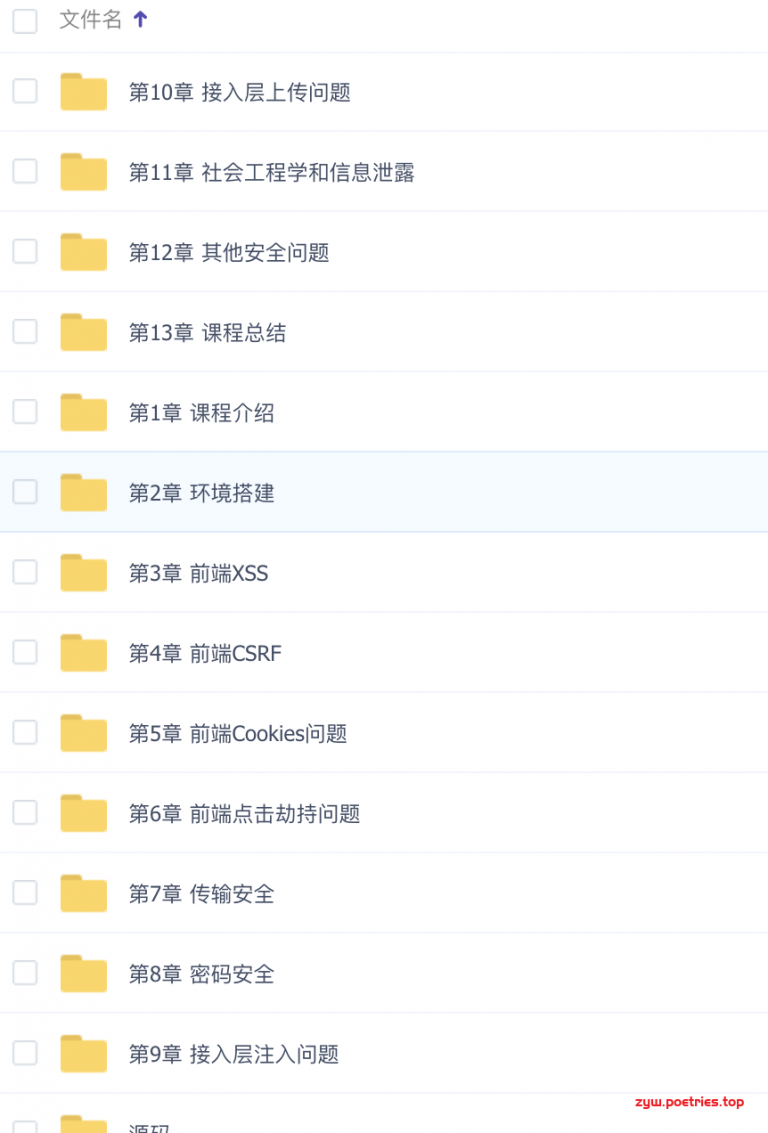 文件名
第10章 接入层上传问题
第11章 社会工程学和信息泄露
第12章 其他安全问题
第13章 课程总结
第1章 课程介绍
第2章 环境搭建
第3章 前端XSS
第4章 前端CSRF
第5章 前端Cookies问题
第6章 前端点击劫持问题
第7章 传输安全
第8章 密码安全
第9章 接入层注入问题
zyw.poetries.top
源码